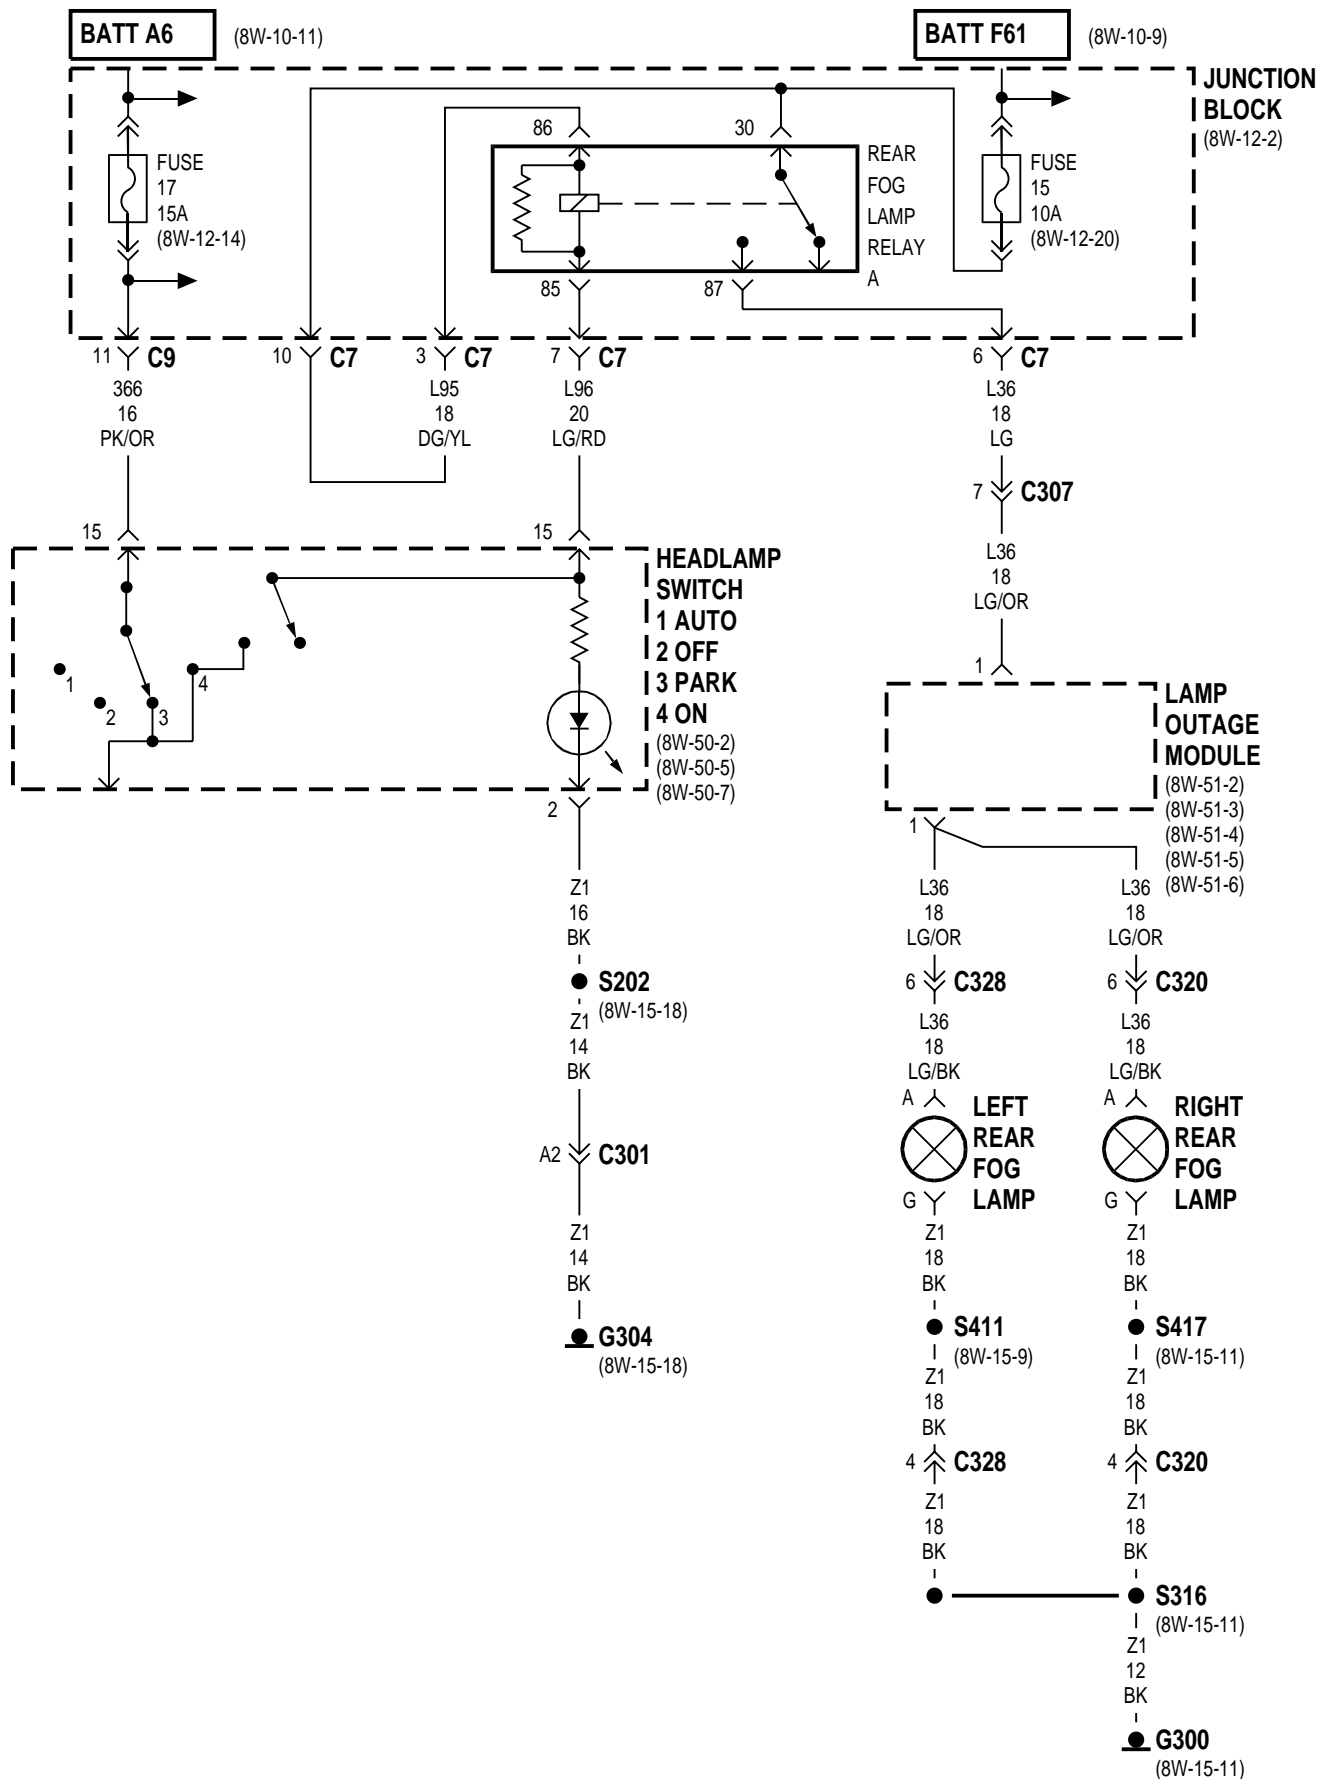 BATT A6
(8W-10-11)
BATT F61
(8W-10-9)
JUNCTION
BLOCK
(8W-12-2)
FUSE
17
15A
(8W-12-14)
86
30
REAR
FOG
LAMP
RELAY
A
FUSE
15
10A
(8W-12-20)
85
87
11
C9
10
C7
3
C7
7
C7
6
C7
366
16
PK/OR
L95
18
DG/YL
L96
20
LG/RD
L36
18
LG
7
C307
L36
18
LG/OR
15
15
HEADLAMP
SWITCH
1 AUTO
2 OFF
3 PARK
4 ON
(8W-50-2)
(8W-50-5)
(8W-50-7)
1
2
3
4
2
1
LAMP
OUTAGE
MODULE
(8W-51-2)
(8W-51-3)
(8W-51-4)
(8W-51-5)
(8W-51-6)
1
Z1
16
BK
S202
(8W-15-18)
Z1
14
BK
A2
C301
Z1
14
BK
G304
(8W-15-18)
L36
18
LG/OR
L36
18
LG/OR
6
C328
6
C320
L36
18
LG/BK
L36
18
LG/BK
A
LEFT
REAR
FOG
LAMP
A
RIGHT
REAR
FOG
LAMP
G
G
Z1
18
BK
Z1
18
BK
S411
(8W-15-9)
S417
(8W-15-11)
Z1
18
BK
Z1
18
BK
4
C328
4
C320
Z1
18
BK
Z1
18
BK
S316
(8W-15-11)
Z1
12
BK
G300
(8W-15-11)